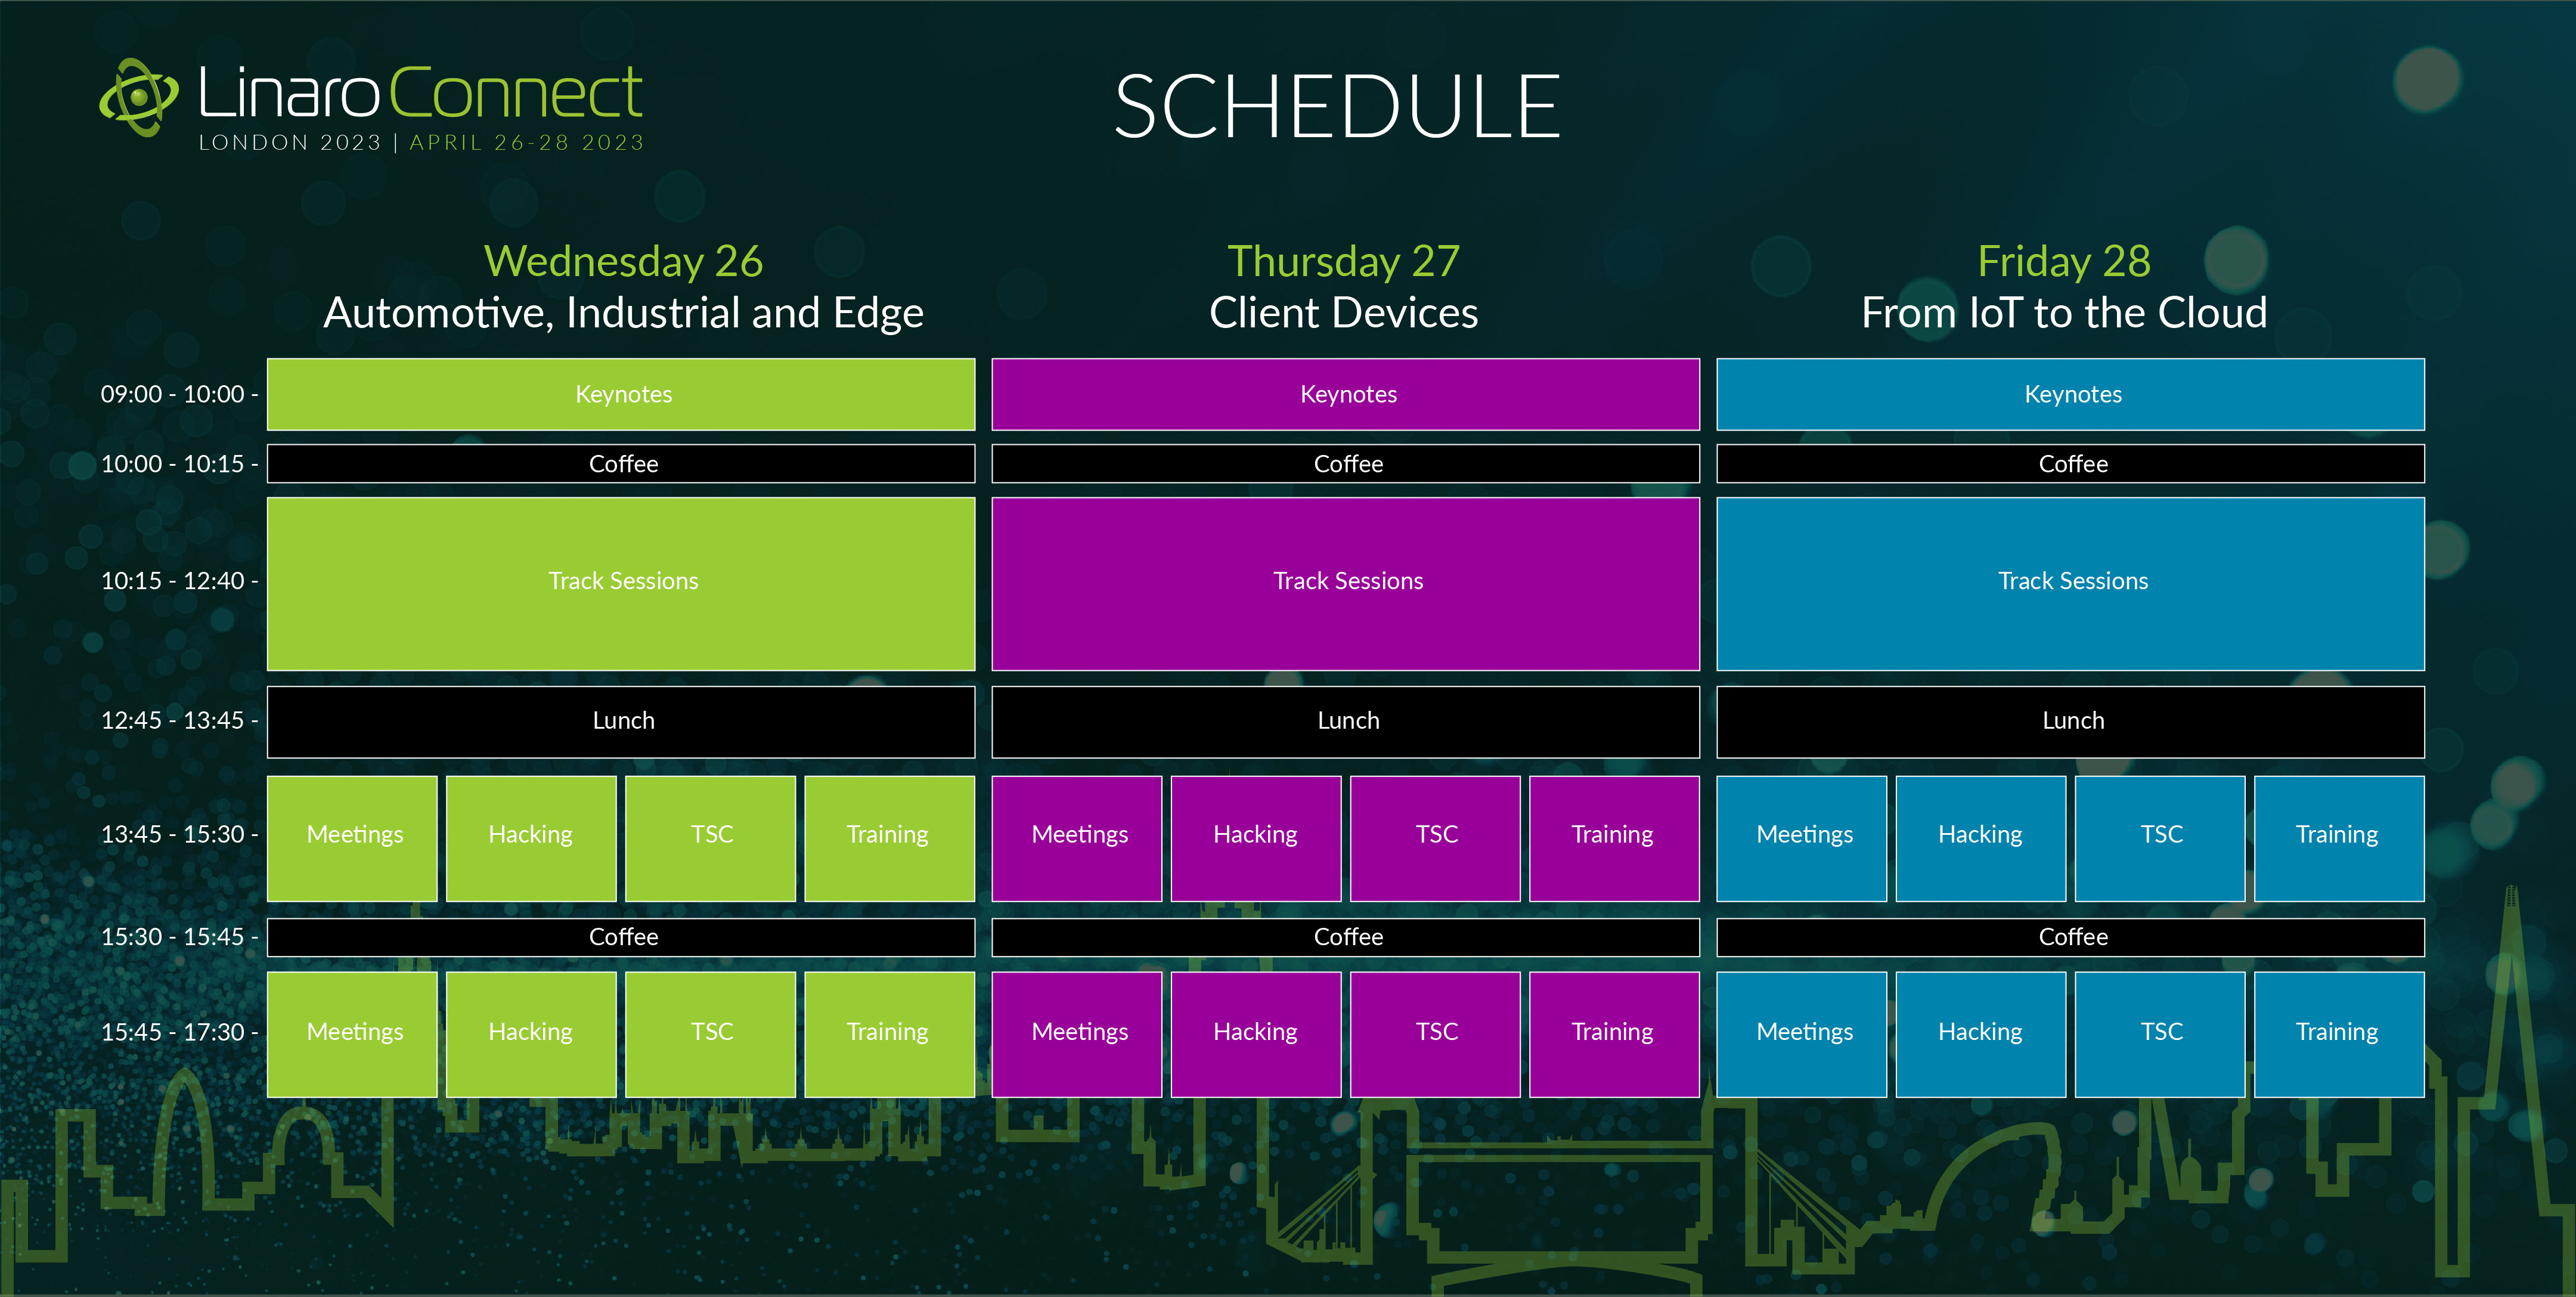 Linaro Connect
LONDON 2023 | APRIL 26-28 2023
SCHEDULE
Wednesday 26
Automotive, Industrial and Edge
Thursday 27
Client Devices
Friday 28
From IoT to the Cloud
09:00 - 10:00 - Keynotes Keynotes Keynotes
10:00 - 10:15 - Coffee Coffee Coffee
10:15 - 12:40 - Track Sessions Track Sessions Track Sessions
12:45 - 13:45 - Lunch Lunch Lunch
13:45 - 15:30 - Meetings Hacking TSC Training Meetings Hacking TSC Training Meetings Hacking TSC Training
15:30 - 15:45 - Coffee Coffee Coffee
15:45 - 17:30 - Meetings Hacking TSC Training Meetings Hacking TSC Training Meetings Hacking TSC Training